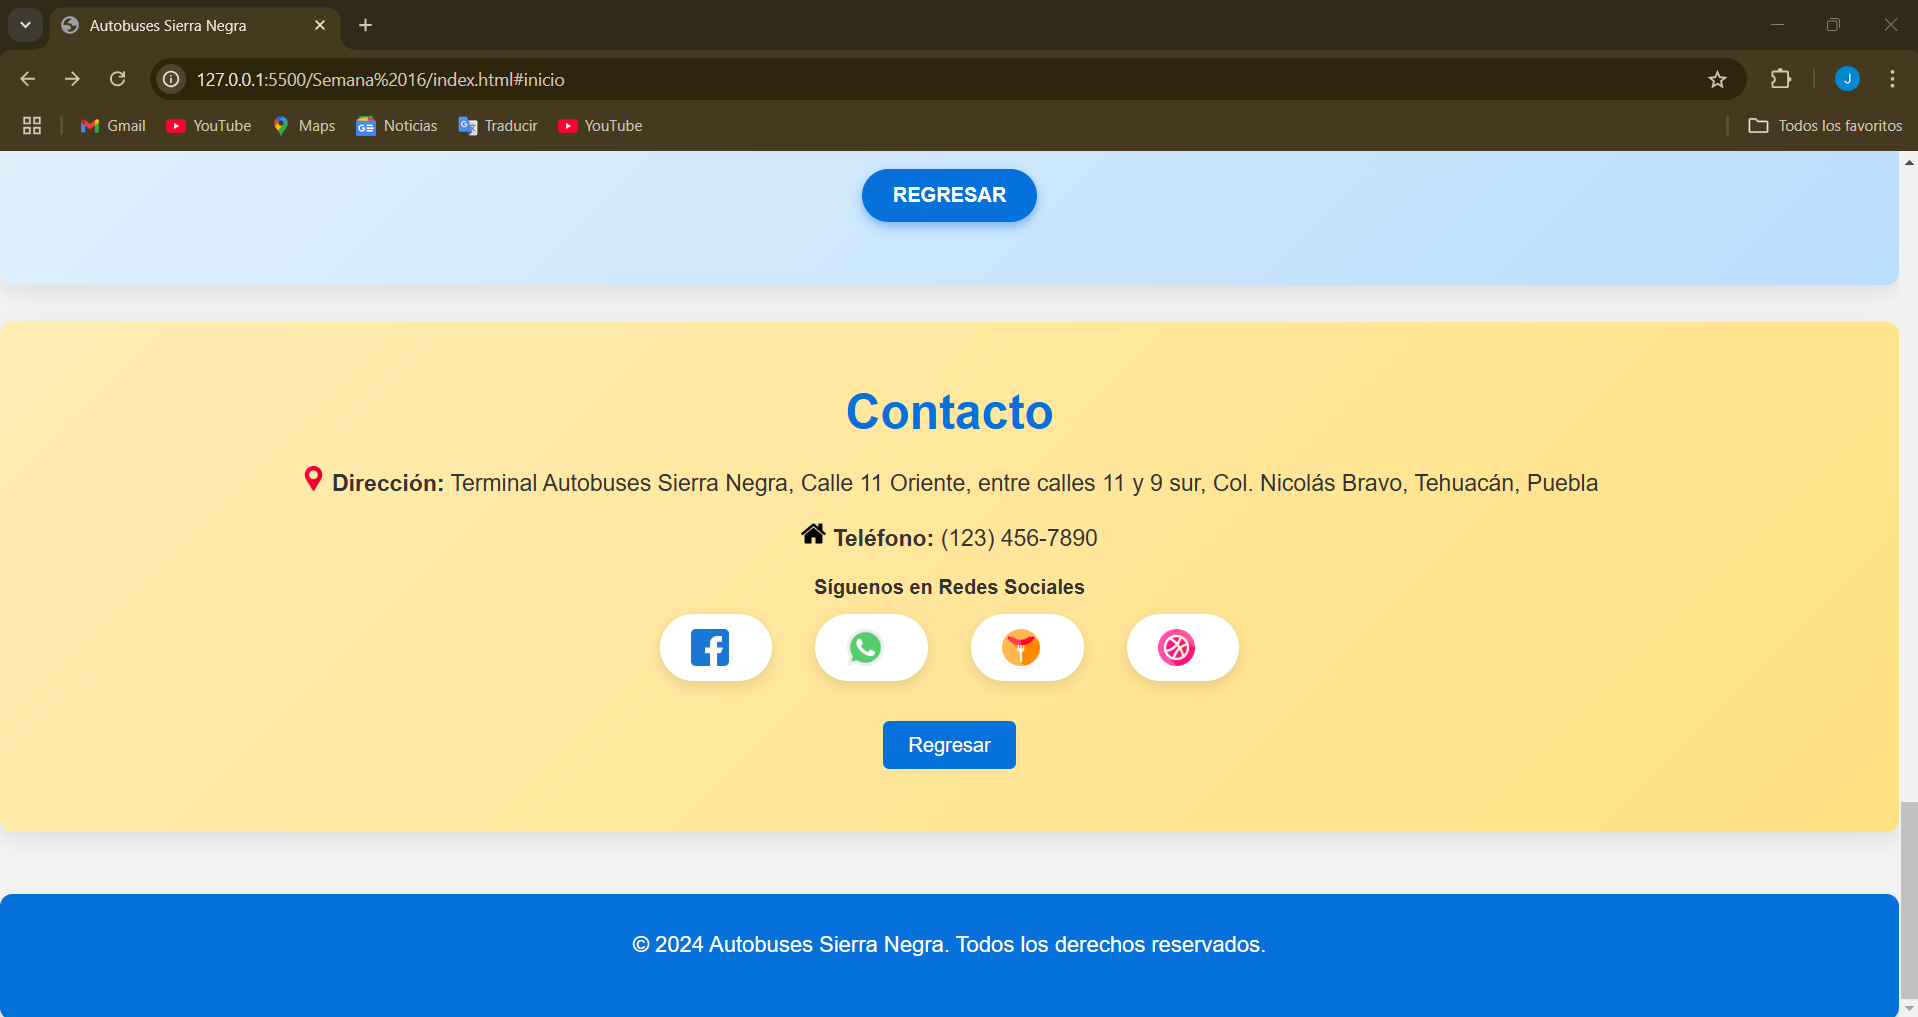 Autobuses Sierra Negra
127.0.0.1:5500/Semana%2016/index.html#inicio
J
Gmail YouTube Maps Noticias Traducir YouTube Todos los favoritos
REGRESAR
Contacto
Dirección: Terminal Autobuses Sierra Negra, Calle 11 Oriente, entre calles 11 y 9 sur, Col. Nicolás Bravo, Tehuacán, Puebla
Teléfono: (123) 456-7890
Síguenos en Redes Sociales
Regresar
© 2024 Autobuses Sierra Negra. Todos los derechos reservados.